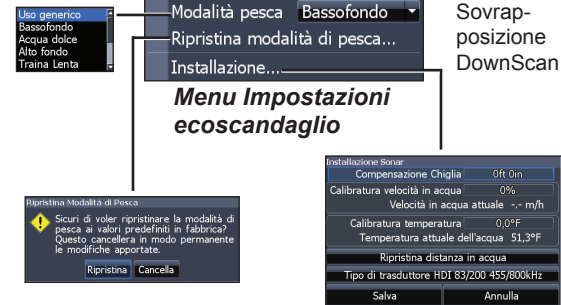 Uso generico
Bassofondo
Acqua dolce
Alto fondo
Traina Lenta
Modalità pesca Bassofondo
Ripristina modalità di pesca...
Installazione...
Sovrap-
posizione
DownScan
Menu Impostazioni
ecoscandaglio
Ripristina Modalità di Pesca
Sicuri di voler ripristinare la modalità di
pesca ai valori predefiniti in fabbrica?
Questo cancellera in modo permanente
le modifiche apportate.
Ripristina Cancella
Installazione Sonar
Compensazione Chiglia 0ft 0in
Calibratura velocità in acqua 0%
Velocità in acqua attuale -.- m/h
Calibratura temperatura 0,0°F
Temperatura attuale dell'acqua 51,3°F
Ripristina distanza in acqua
Tipo di trasduttore HDI 83/200 455/800kHz
Salva Annulla